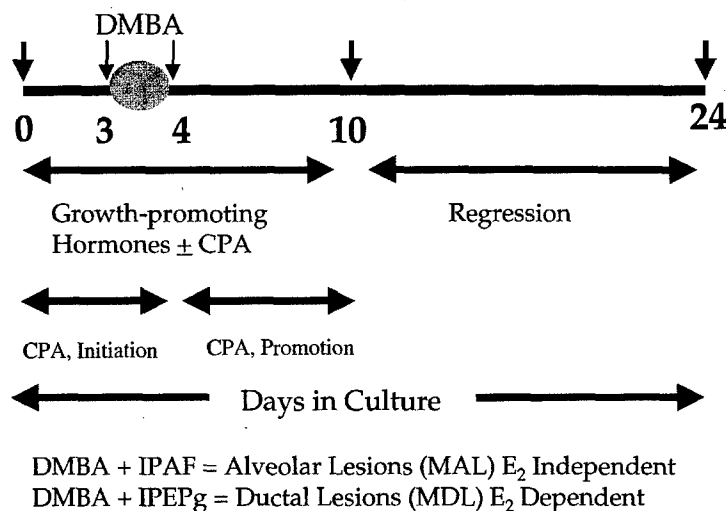 DMBA
0 3 4 10 24
Growth-promoting
Hormones ± CPA
Regression
CPA, Initiation CPA, Promotion
Days in Culture
DMBA + IPAF = Alveolar Lesions (MAL) E₂ Independent
DMBA + IPEPg = Ductal Lesions (MDL) E₂ Dependent